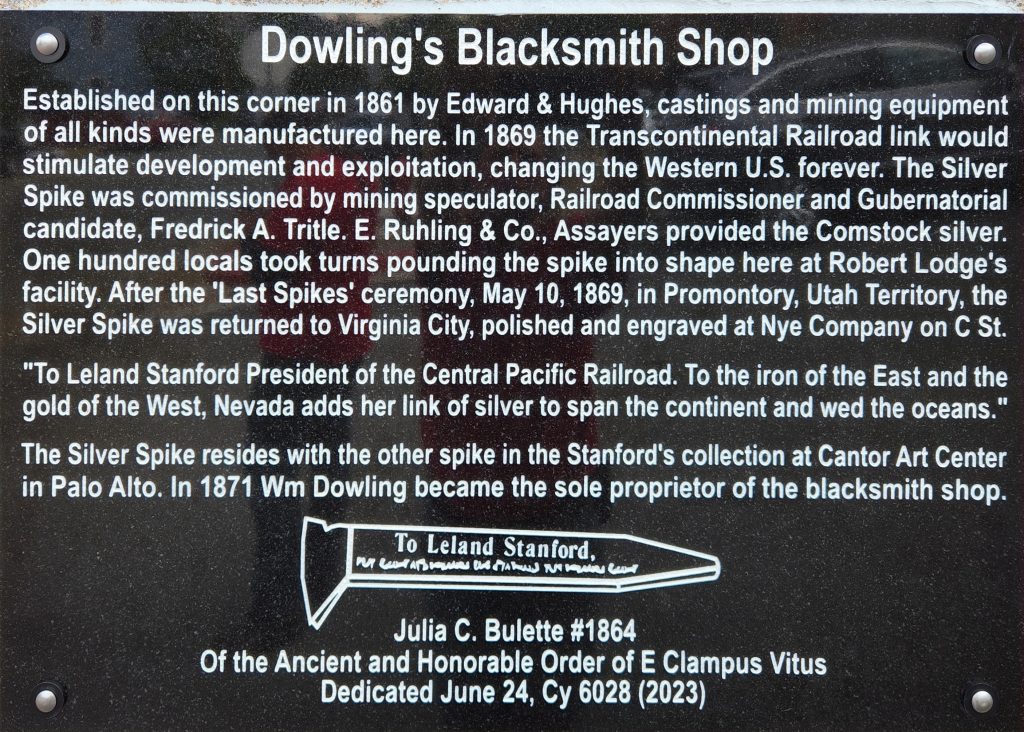 Dowling's Blacksmith Shop
Established on this corner in 1861 by Edward & Hughes, castings and mining equipment
of all kinds were manufactured here. In 1869 the Transcontinental Railroad link would
stimulate development and exploitation, changing the Western U.S. forever. The Silver
Spike was commissioned by mining speculator, Railroad Commissioner and Gubernatorial
candidate, Fredrick A. Tritle. E. Ruhling & Co., Assayers provided the Comstock silver.
One hundred locals took turns pounding the spike into shape here at Robert Lodge's
facility. After the 'Last Spikes' ceremony, May 10, 1869, in Promontory, Utah Territory, the
Silver Spike was returned to Virginia City, polished and engraved at Nye Company on C St.
"To Leland Stanford President of the Central Pacific Railroad. To the iron of the East and the
gold of the West, Nevada adds her link of silver to span the continent and wed the oceans."
The Silver Spike resides with the other spike in the Stanford's collection at Cantor Art Center
in Palo Alto. In 1871 Wm Dowling became the sole proprietor of the blacksmith shop.
To Leland Stanford,
Julia C. Bulette #1864
Of the Ancient and Honorable Order of E Clampus Vitus
Dedicated June 24, Cy 6028 (2023)